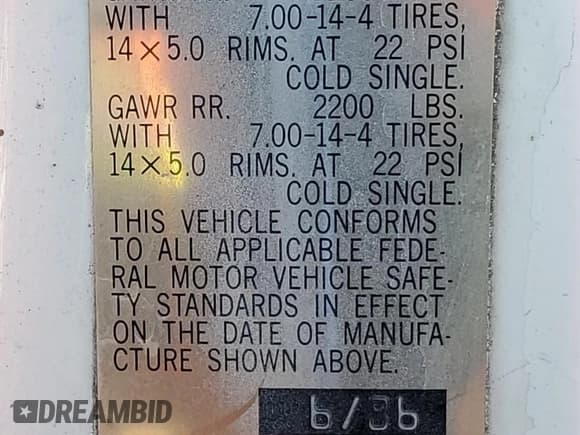 WITH 7.00-14-4 TIRES,
14×5.0 RIMS. AT 22 PSI
COLD SINGLE.
GAWR RR. 2200 LBS.
WITH 7.00-14-4 TIRES,
14×5.0 RIMS. AT 22 PSI
COLD SINGLE.
THIS VEHICLE CONFORMS
TO ALL APPLICABLE FEDE-
RAL MOTOR VEHICLE SAFE-
TY STANDARDS IN EFFECT
ON THE DATE OF MANUFA-
CTURE SHOWN ABOVE.
DREAMBID